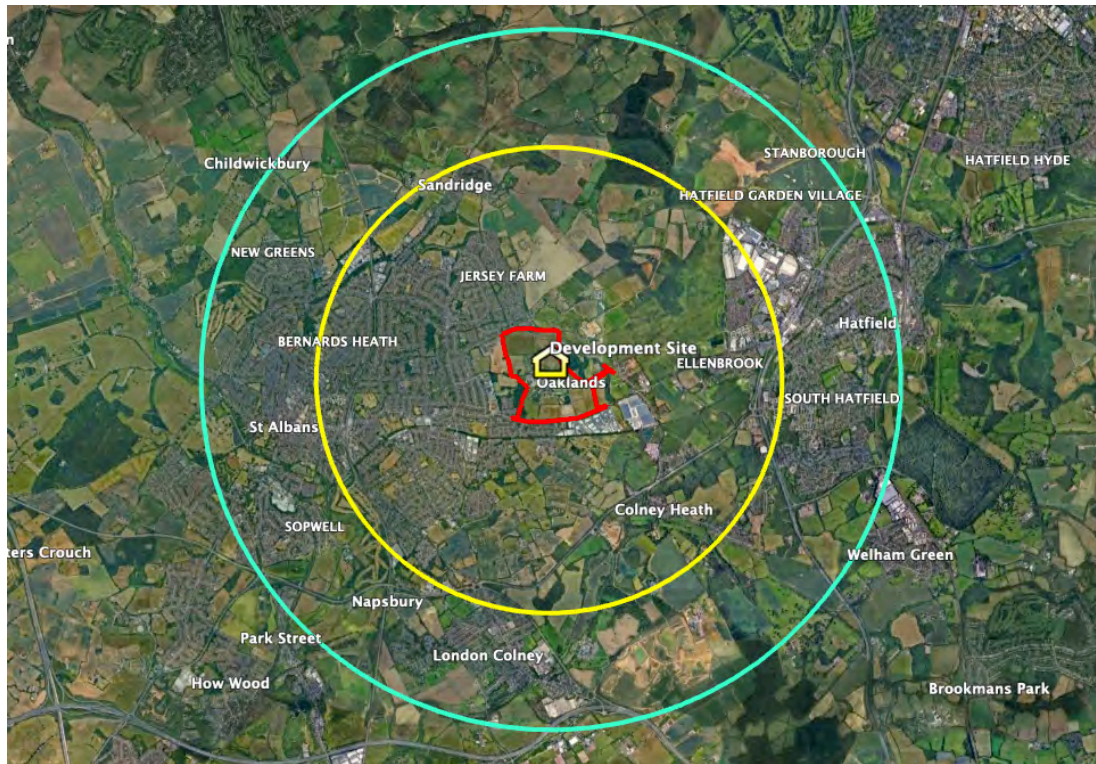 Childwickbury
STANBOROUGH
HATFIELD HYDE
Sandridge
HATFIELD GARDEN VILLAGE
NEW GREENS
JERSEY FARM
Hatfield
BERNARDS HEATH
Development Site
ELLENBROOK
Oaklands
SOUTH HATFIELD
St Albans
Colney Heath
SOPWELL
ters Crouch
Welham Green
Napsbury
Park Street
London Colney
How Wood
Brookmans Park